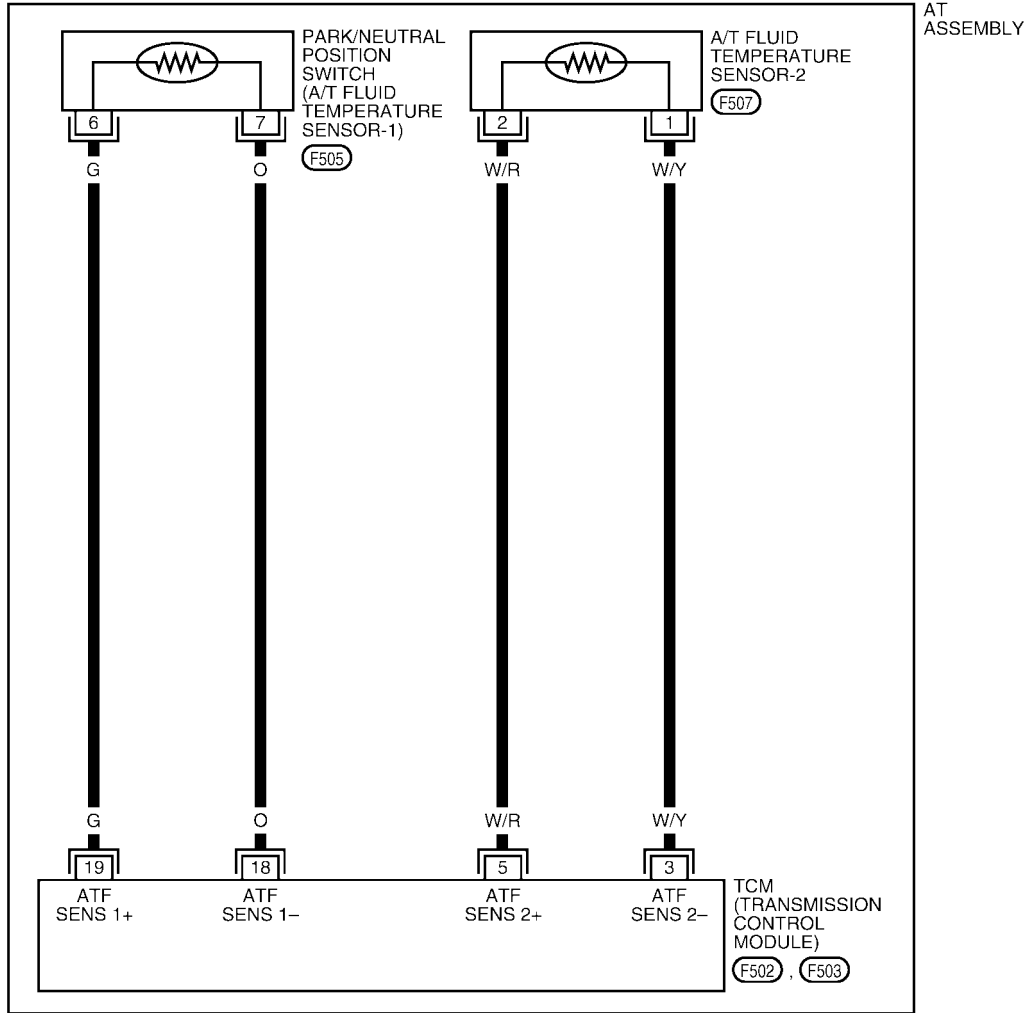 AT
ASSEMBLY
PARK/NEUTRAL
POSITION
SWITCH
(A/T FLUID
TEMPERATURE
SENSOR-1)
F505
A/T FLUID
TEMPERATURE
SENSOR-2
F507
6
7
2
1
G
O
W/R
W/Y
G
O
W/R
W/Y
19
18
5
3
ATF
SENS 1+
ATF
SENS 1–
ATF
SENS 2+
ATF
SENS 2–
TCM
(TRANSMISSION
CONTROL
MODULE)
F502 , F503